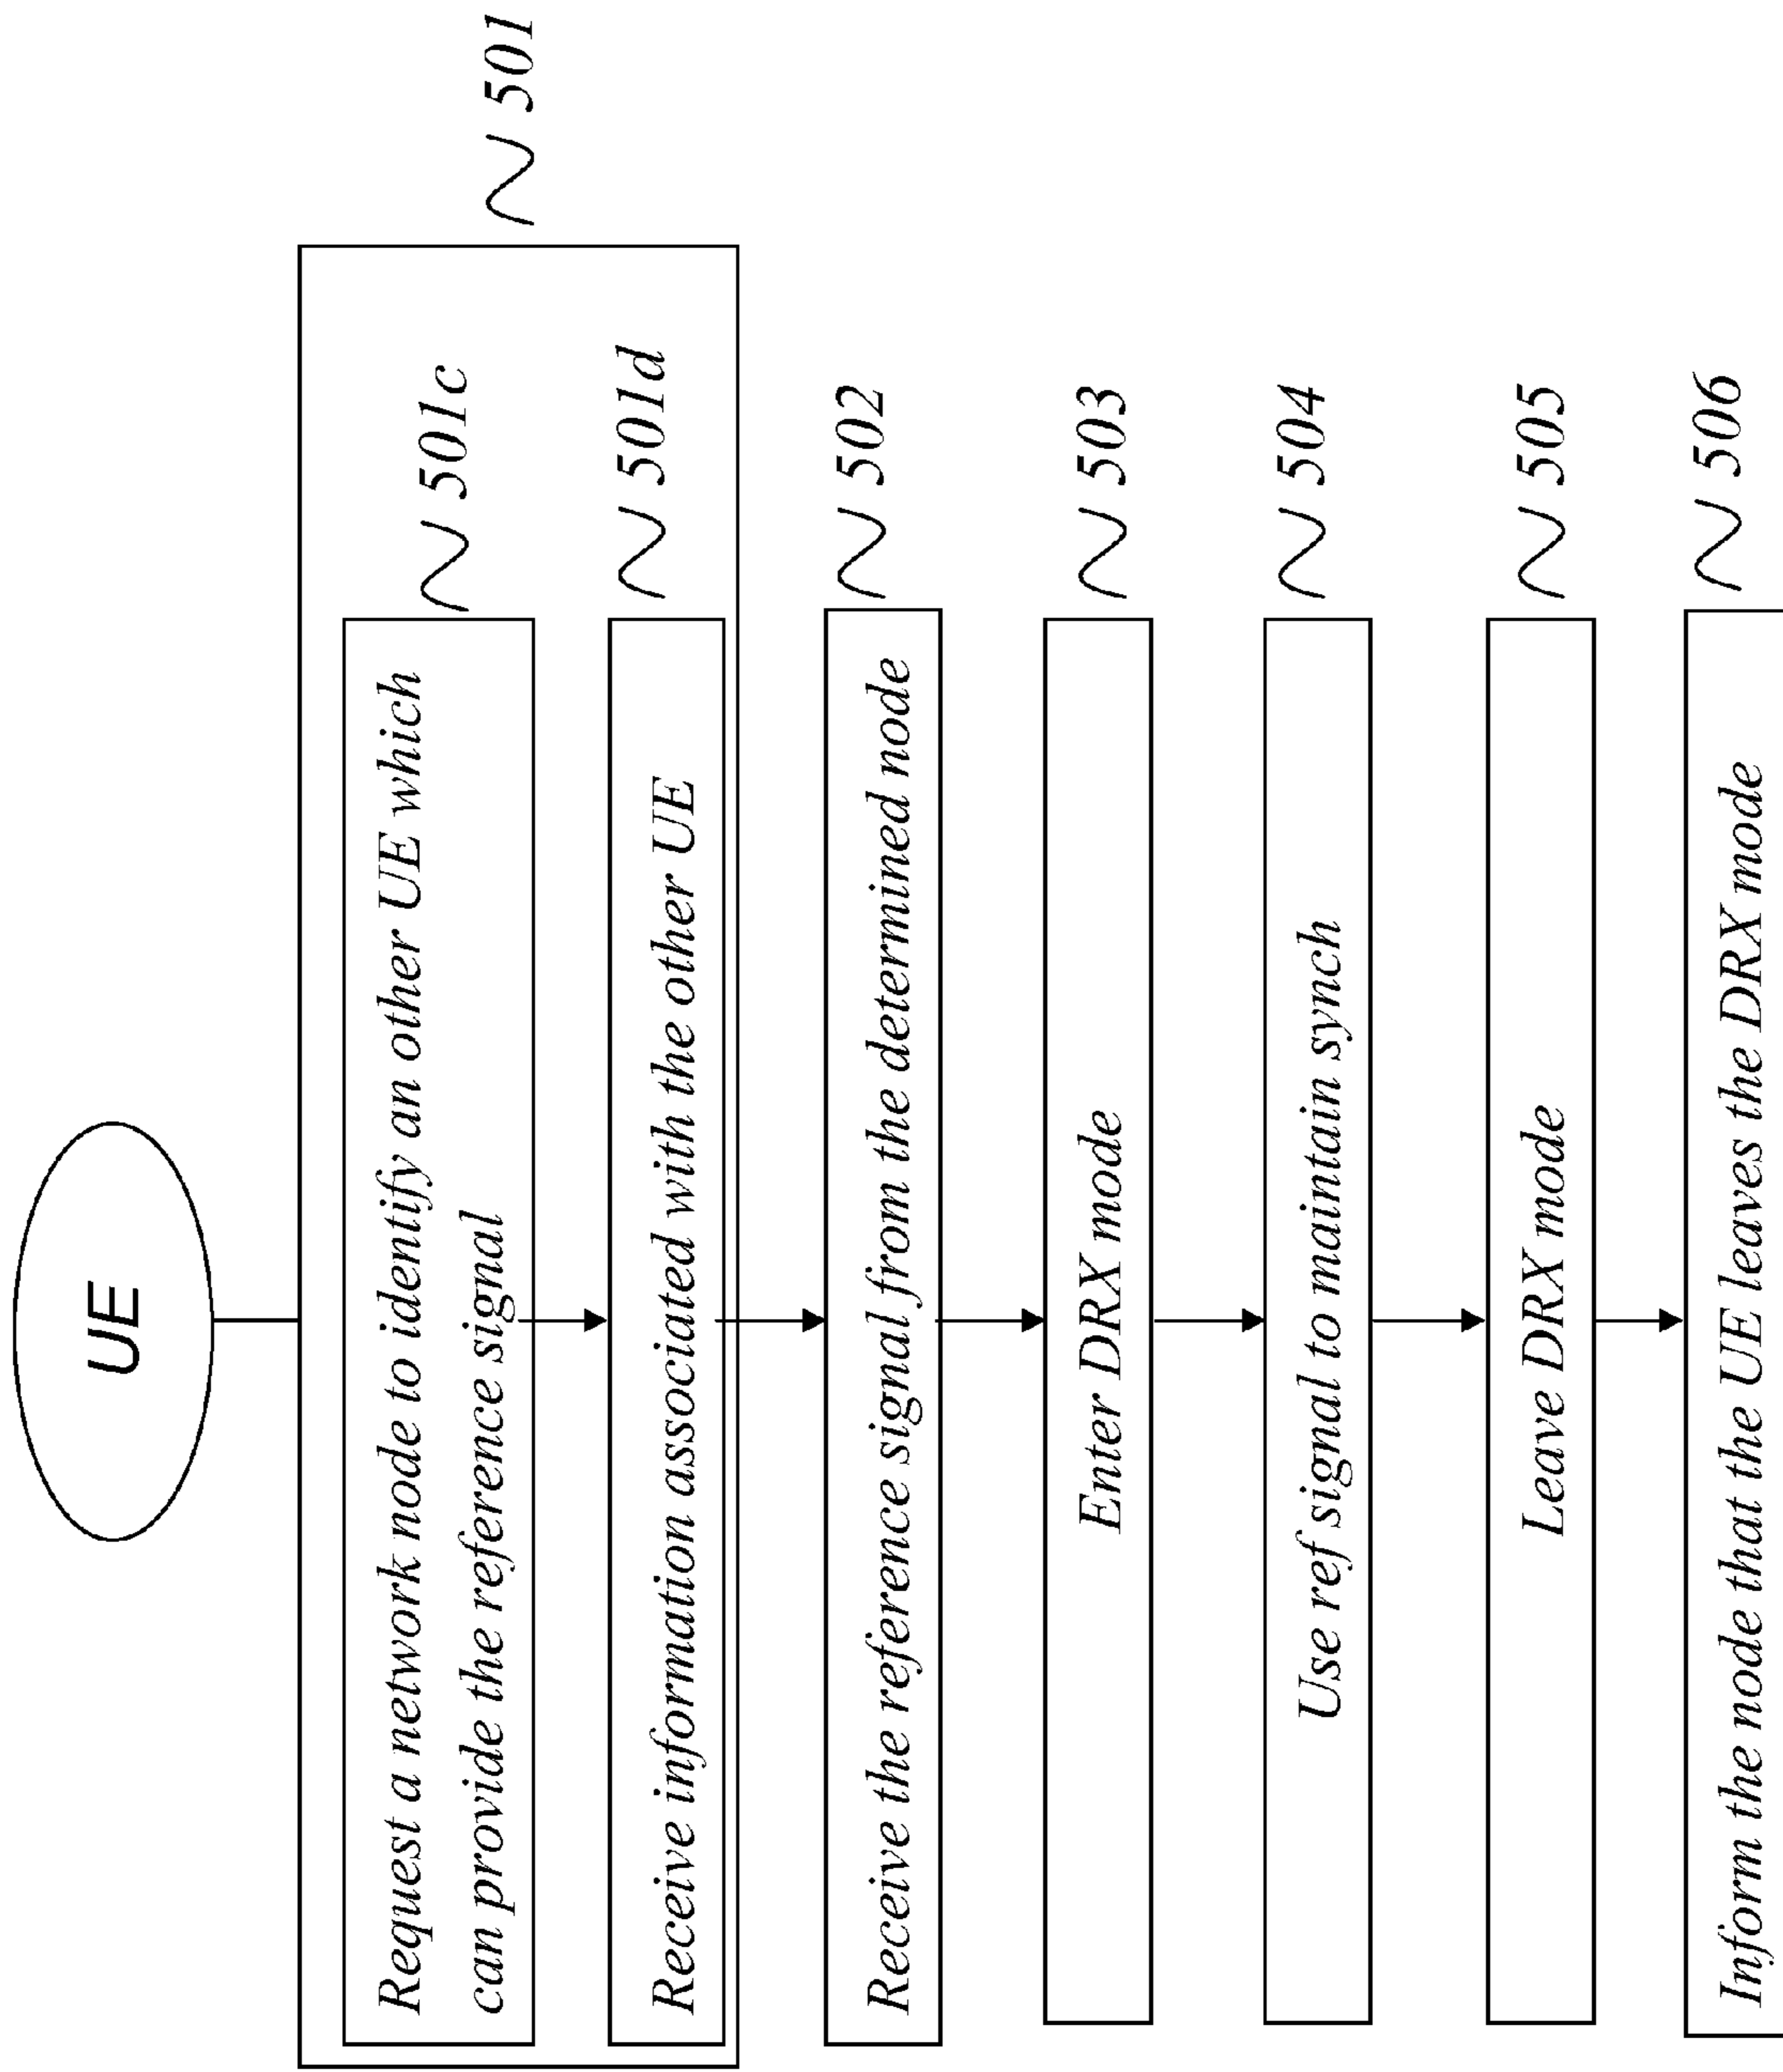 UE
501
Request a network node to identify an other UE which
can provide the reference signal
501c
Receive information associated with the other UE
501d
Receive the reference signal from the determined node
502
Enter DRX mode
503
Use ref signal to maintain synch
504
Leave DRX mode
505
Inform the node that the UE leaves the DRX mode
506